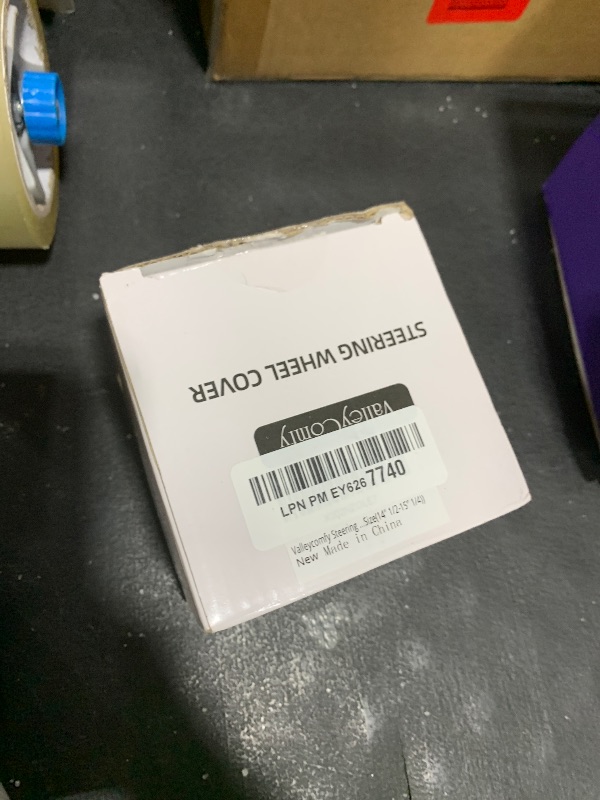 STEERING WHEEL COVER
ValleyComfy
LPN PM EY626 7740
Valleycomfy Steering ...Size(14" 1/2-15" 1/4))
New Made in China